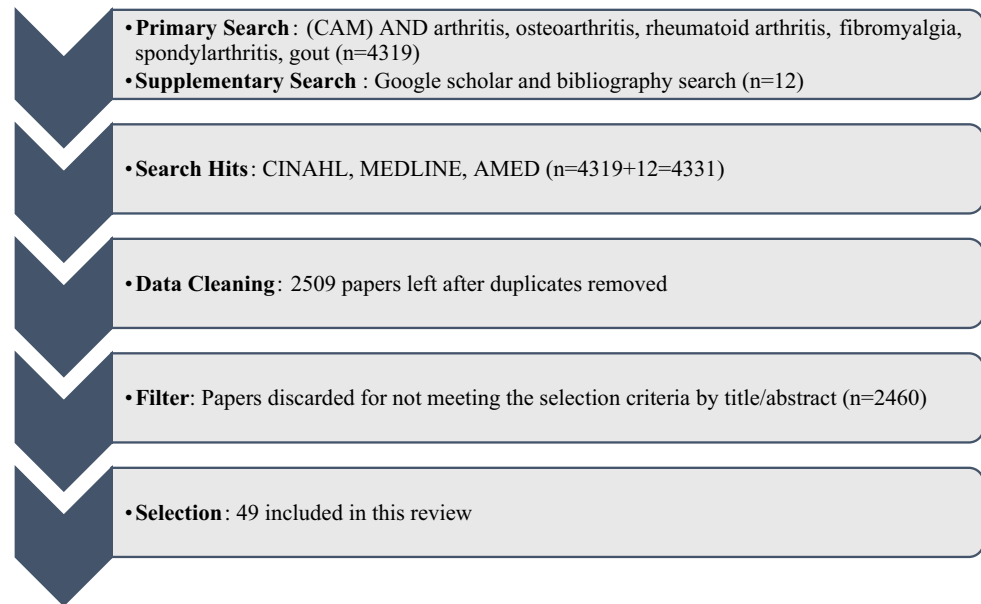 •Primary Search: (CAM) AND arthritis, osteoarthritis, rheumatoid arthritis, fibromyalgia,
spondylarthritis, gout (n=4319)
•Supplementary Search : Google scholar and bibliography search (n=12)
•Search Hits: CINAHL, MEDLINE, AMED (n=4319+12=4331)
•Data Cleaning: 2509 papers left after duplicates removed
•Filter: Papers discarded for not meeting the selection criteria by title/abstract (n=2460)
•Selection: 49 included in this review